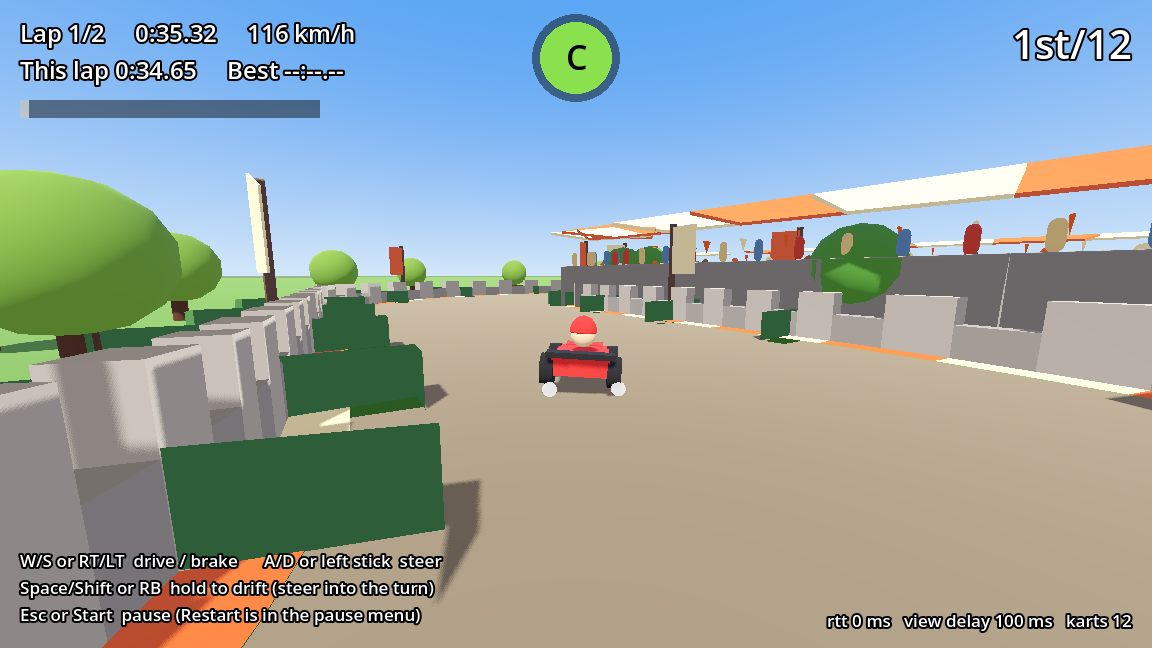 Lap 1/2 0:35.32 116 km/h
This lap 0:34.65 Best --:--.--
C
1st/12
W/S or RT/LT drive / brake A/D or left stick steer
Space/Shift or RB hold to drift (steer into the turn)
Esc or Start pause (Restart is in the pause menu)
rtt 0 ms view delay 100 ms karts 12